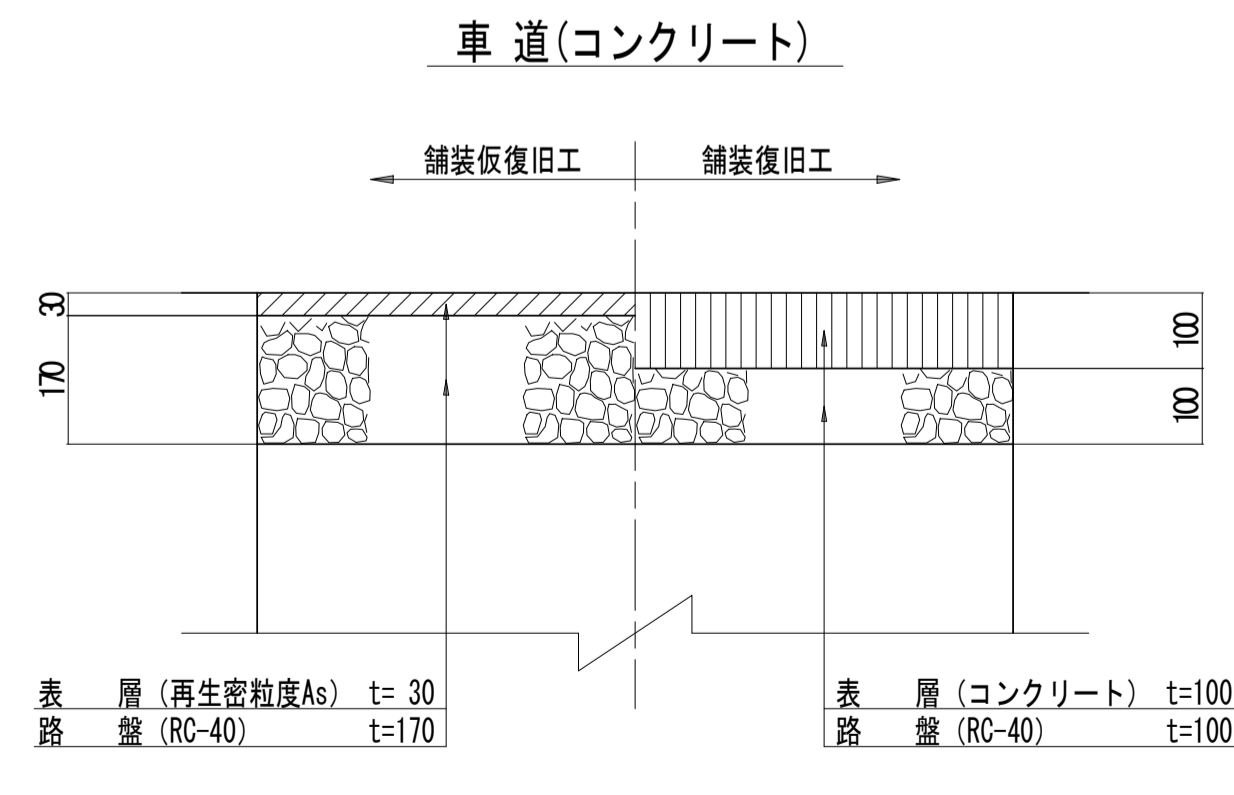 車 道(コンクリート)
舗装仮復旧工 舗装復旧工
30
170
100
100
表 層 (再生密粒度As) t= 30
路 盤 (RC-40) t=170
表 層 (コンクリート) t=100
路 盤 (RC-40) t=100